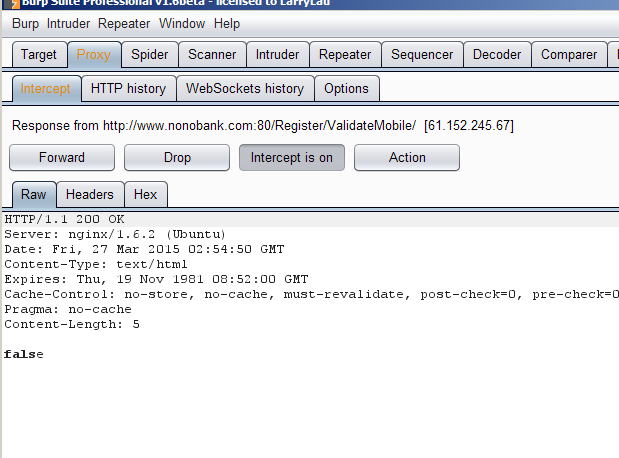 Burp Suite Professional v1.6beta - licensed to LarryLau
Burp Intruder Repeater Window Help
Target Proxy Spider Scanner Intruder Repeater Sequencer Decoder Comparer
Intercept HTTP history WebSockets history Options
Response from http://www.nonobank.com:80/Register/ValidateMobile/ [61.152.245.67]
Forward Drop Intercept is on Action
Raw Headers Hex
HTTP/1.1 200 OK
Server: nginx/1.6.2 (Ubuntu)
Date: Fri, 27 Mar 2015 02:54:50 GMT
Content-Type: text/html
Expires: Thu, 19 Nov 1981 08:52:00 GMT
Cache-Control: no-store, no-cache, must-revalidate, post-check=0, pre-check=0
Pragma: no-cache
Content-Length: 5
false